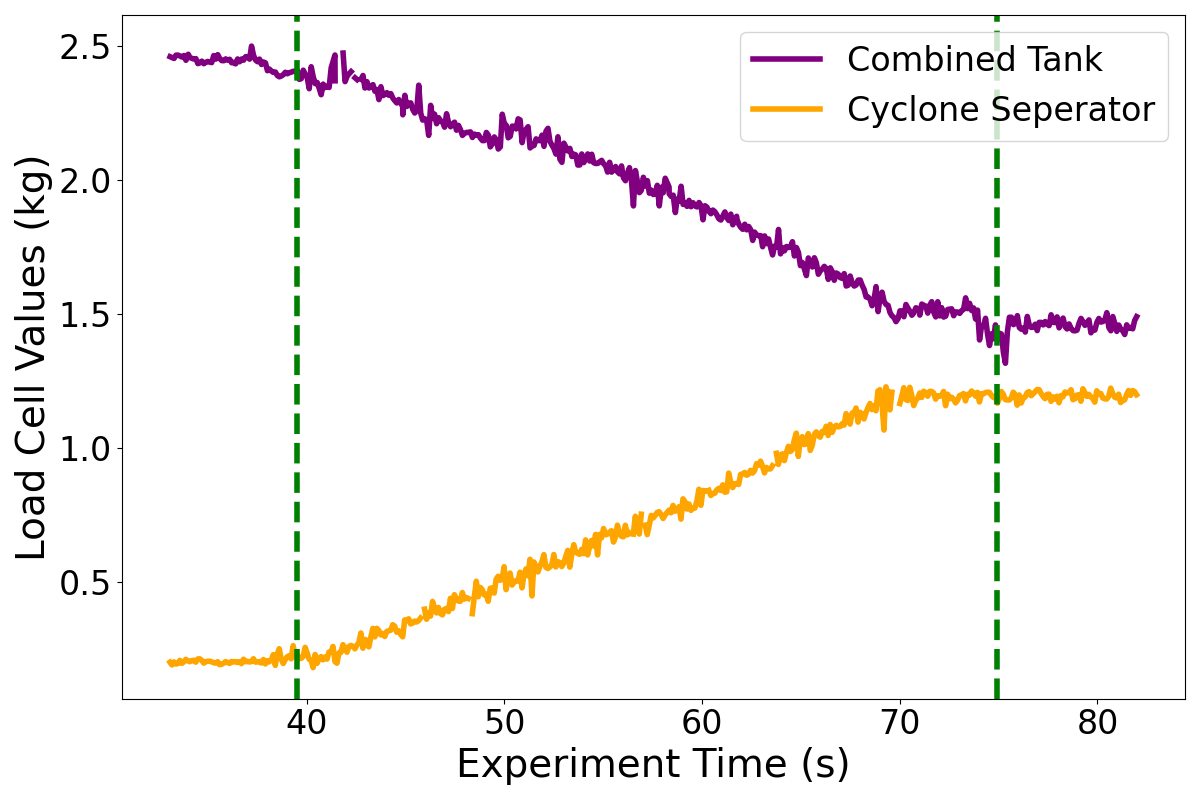 Combined Tank
Cyclone Seperator
Load Cell Values (kg)
2.5
2.0
1.5
1.0
0.5
40 50 60 70 80
Experiment Time (s)